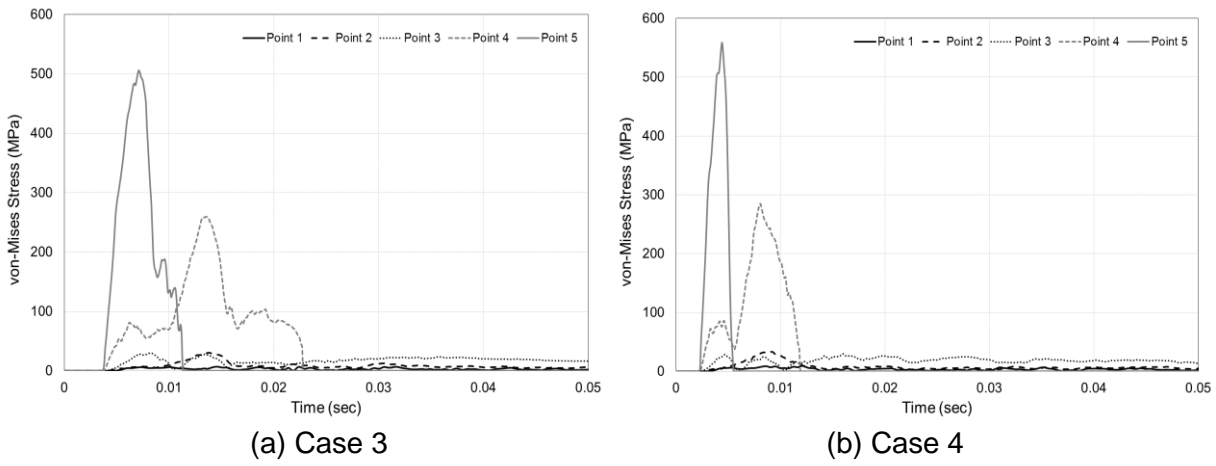 600
500
400
300
200
100
0
von-Mises Stress (MPa)
Point 1 Point 2 Point 3 Point 4 Point 5
0 0.01 0.02 0.03 0.04 0.05
Time (sec)
(a) Case 3
600
500
400
300
200
100
0
von-Mises Stress (MPa)
Point 1 Point 2 Point 3 Point 4 Point 5
0 0.01 0.02 0.03 0.04 0.05
Time (sec)
(b) Case 4